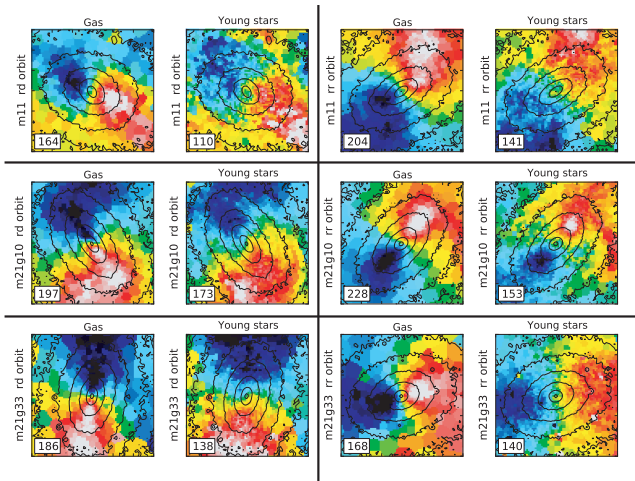 Gas
Young stars
Gas
Young stars
m11 rd orbit
164
m11 rd orbit
110
m11 rr orbit
204
m11 rr orbit
141
Gas
Young stars
Gas
Young stars
m21g10 rd orbit
197
m21g10 rd orbit
173
m21g10 rr orbit
228
m21g10 rr orbit
153
Gas
Young stars
Gas
Young stars
m21g33 rd orbit
186
m21g33 rd orbit
138
m21g33 rr orbit
168
m21g33 rr orbit
140